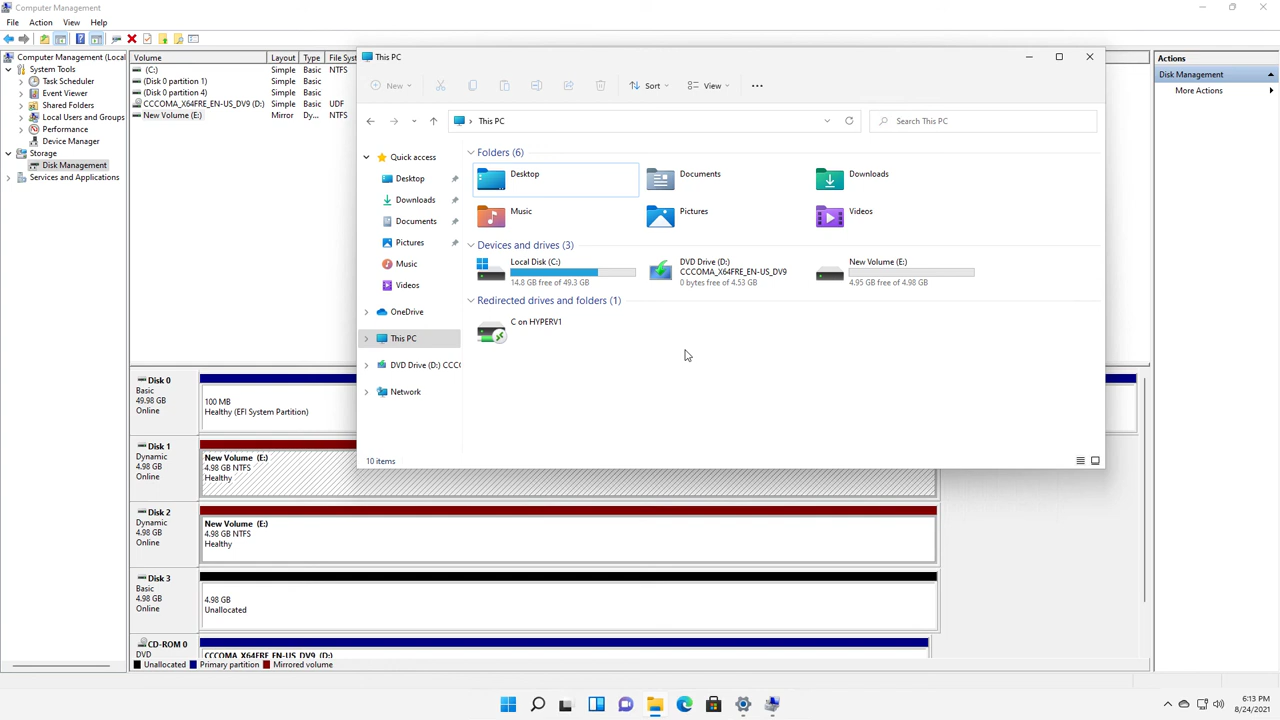 Computer Management
File Action View Help
Computer Management (Local
System Tools
Task Scheduler
Event Viewer
Shared Folders
Local Users and Groups
Performance
Device Manager
Storage
Disk Management
Services and Applications
Volume Layout Type File Syst
(C:) Simple Basic NTFS
(Disk 0 partition 1) Simple Basic
(Disk 0 partition 4) Simple Basic
CCCOMA_X64FRE_EN-US_DV9 (D:) Simple Basic UDF
New Volume (E:) Mirror Dy... NTFS
This PC
New Sort View
This PC
Search This PC
Quick access
Desktop
Downloads
Documents
Pictures
Music
Videos
OneDrive
This PC
DVD Drive (D:) CCC
Network
Folders (6)
Desktop Documents Downloads
Music Pictures Videos
Devices and drives (3)
Local Disk (C:)
14.8 GB free of 49.3 GB
DVD Drive (D:)
CCCOMA_X64FRE_EN-US_DV9
0 bytes free of 4.53 GB
New Volume (E:)
4.95 GB free of 4.98 GB
Redirected drives and folders (1)
C on HYPERV1
10 items
Actions
Disk Management
More Actions
Disk 0
Basic
49.98 GB
Online
100 MB
Healthy (EFI System Partition)
Disk 1
Dynamic
4.98 GB
Online
New Volume (E:)
4.98 GB NTFS
Healthy
Disk 2
Dynamic
4.98 GB
Online
New Volume (E:)
4.98 GB NTFS
Healthy
Disk 3
Basic
4.98 GB
Online
4.98 GB
Unallocated
CD-ROM 0
DVD
CCCOMA_X64FRE_EN-US_DV9 (D:)
Unallocated Primary partition Mirrored volume
6:13 PM
8/24/2021